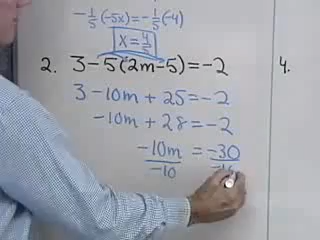 -1/5(-5x)=-1/5(-4)
x=4/5
2. 3-5(2m-5)=-2
3-10m+25=-2
-10m+28=-2
-10m = -30
-10 -10
4.